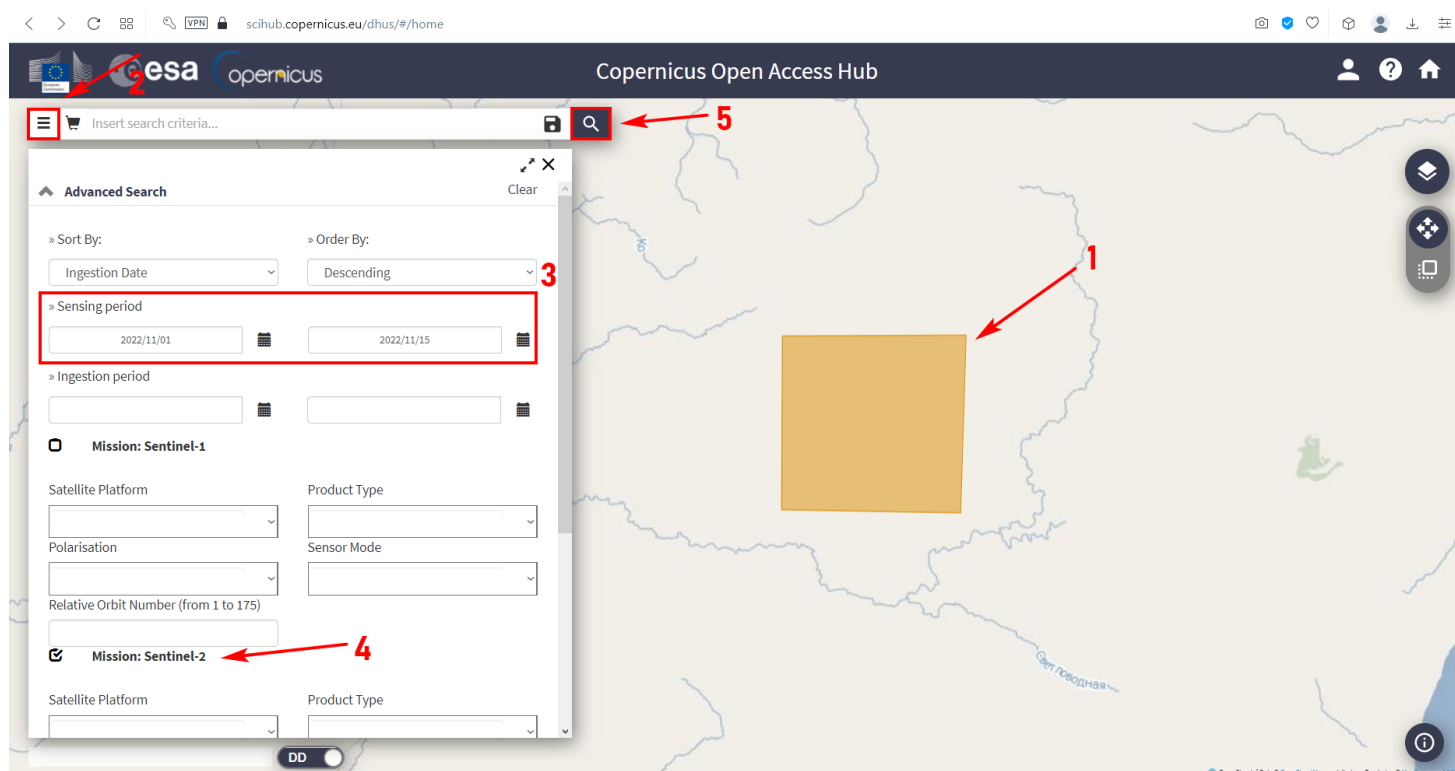 VPN scihub.copernicus.eu/dhus/#/home
esa opernicus Copernicus Open Access Hub
2
Insert search criteria...
5
Advanced Search Clear
» Sort By: » Order By:
Ingestion Date Descending
3
1
» Sensing period
2022/11/01 2022/11/15
» Ingestion period
Mission: Sentinel-1
Satellite Platform Product Type
Polarisation Sensor Mode
Relative Orbit Number (from 1 to 175)
Mission: Sentinel-2
4
Светловодная
Satellite Platform Product Type
DD